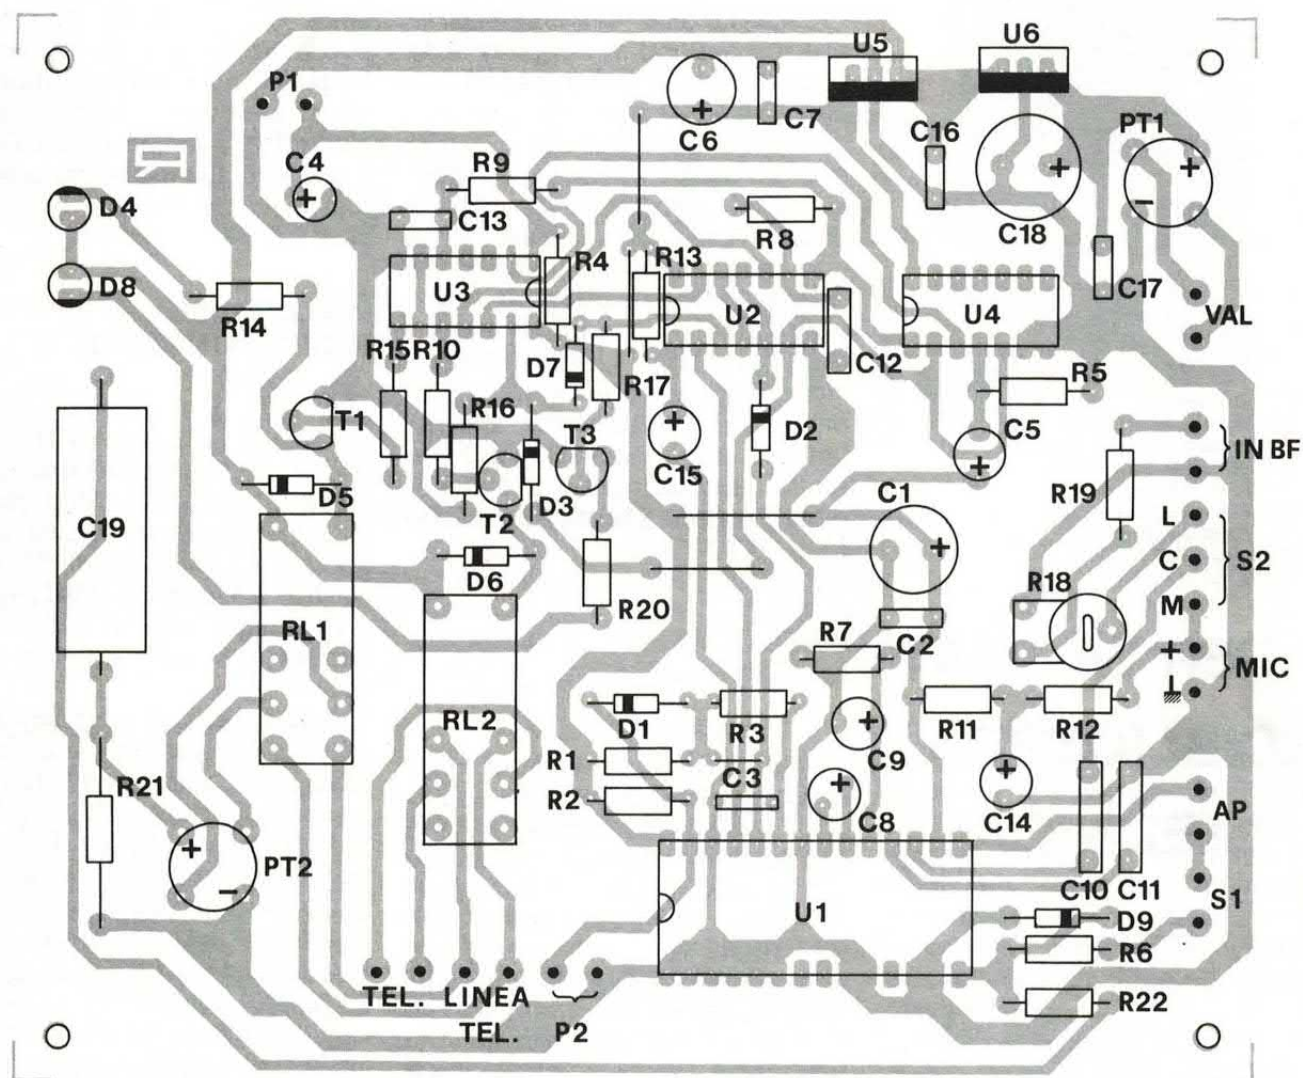 U5
U6
P1
C7
C6
C16
PT1
+
C4
R9
+
+
+
−
D4
C13
R8
C18
D8
R4
R13
C17
U3
U2
U4
VAL
R14
R15
R10
D7
R17
C12
R5
T1
R16
T3
+
D2
C5
IN BF
C15
+
R19
D5
D3
C1
L
C19
T2
+
C
S2
D6
R18
R20
M
RL1
R7
C2
+
MIC
RL2
D1
R3
+
R11
R12
R1
C9
R21
C3
+
+
R2
C8
C14
AP
+
PT2
C10
C11
−
U1
D9
S1
R6
TEL. LINEA
R22
TEL.
P2